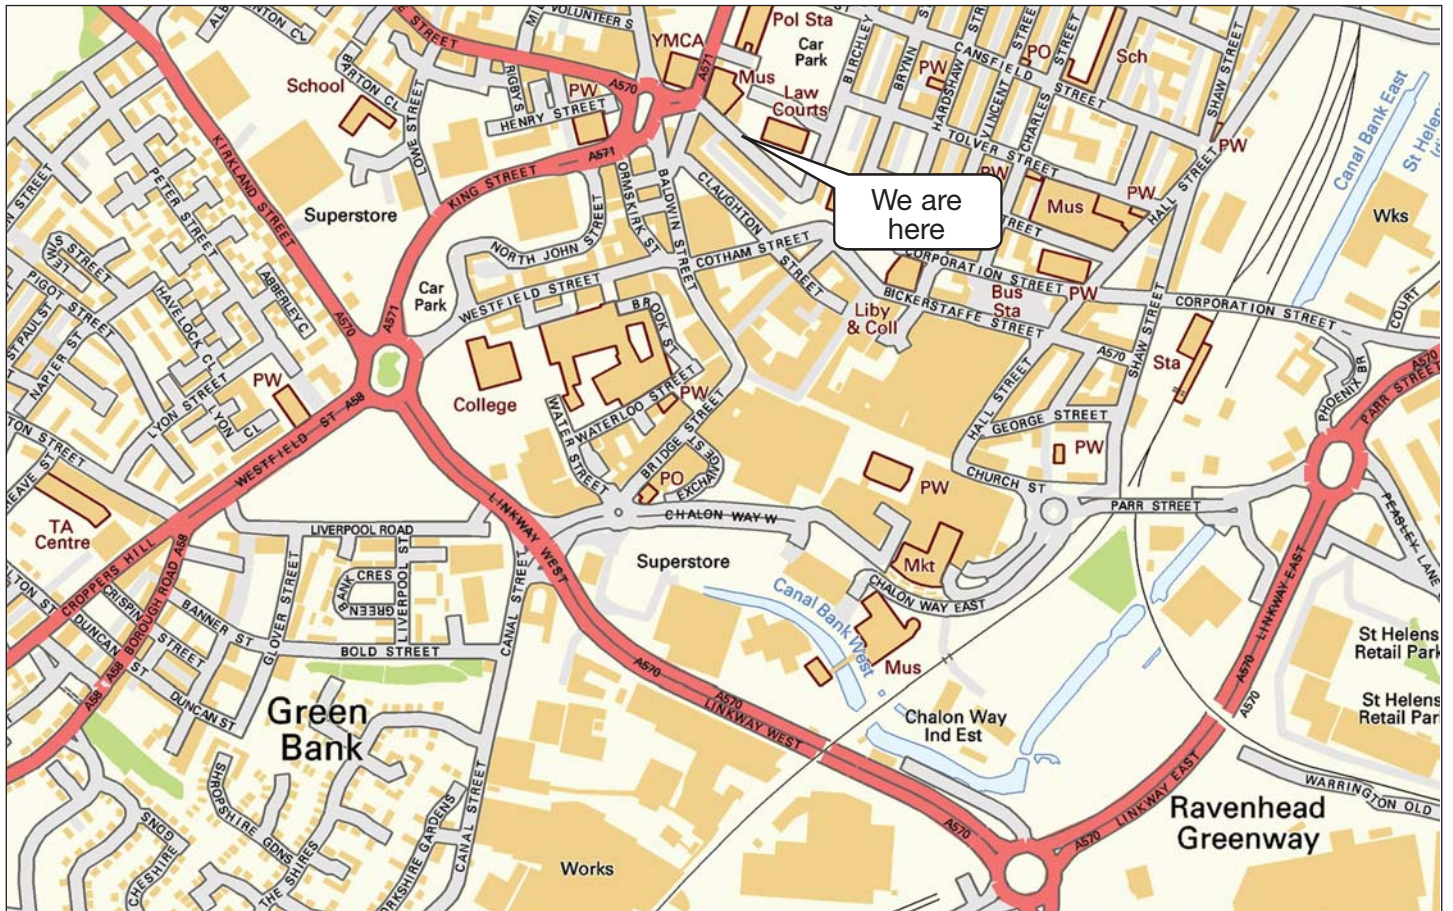 YMCA
Pol Sta
Car
Park
Mus
Law
Courts
School
Superstore
Car
Park
PW
PW
PO
Sch
PW
PW
PW
Mus
PW
We are
here
Bus
Sta
Liby
& Coll
Sta
Wks
Canal Bank East
VOLUNTEER S
BARTON CL
LOWE STREET
RIGBY S
HENRY STREET
A570
A571
A571
KING STREET
KIRKLAND STREET
A570
A571
PETER STREET
ABBERLEY C
HAVELOCK CL
LEWIS STREET
PIGOT STREET
NAPIER ST
ST PAUL ST
LYON STREET
LYON CL
NORTH JOHN STREET
WESTFIELD STREET
ORMSKIRK ST
BALDWIN STREET
CLAUGHTON STREET
COTHAM STREET
CORPORATION STREET
BICKERSTAFFE STREET
BIRCHLEY
BRYNN
HARDSHAW STREE
VINCENT
CHARLES STREET
CANSFIELD STREET
TOLVER STREET
STREET
HALL STREET
SHAW STREET
SHAW STREET
CORPORATION STREET
COURT
PHOENIX BR
A570
PARR STREET
A570
HALL STREET
GEORGE STREET
CHURCH ST
PW
PARR STREET
PEASLEY LANE
BROOK ST
WATERLOO STREET
WATER STREET
BRIDGE STREET
EXCHANGE ST
PW
PO
College
PW
WESTFIELD ST
A58
TA
Centre
CROPPERS HILL
BOROUGH ROAD
A58
A58
A58
LIVERPOOL ROAD
LIVERPOOL ST
GREEN
BANK
CRES
GLOVER STREET
BOLD STREET
BANNER ST
CRISPIN STREET
DUNCAN ST
DUNCAN ST
CANAL STREET
CANAL STREET
LINKWAY WEST
CHALON WAY W
Superstore
PW
Mkt
CHALON WAY EAST
Canal Bank West
Mus
A570
A570
LINKWAY WEST
Chalon Way
Ind Est
LINKWAY EAST
A570
A570
LINKWAY EAST
A570
A570
St Helens
Retail Park
St Helens
Retail Par
WARRINGTON OLD
Ravenhead
Greenway
Green
Bank
SHROPSHIRE GDNS
THE SHIRES
CHESHIRE GDNS
Works